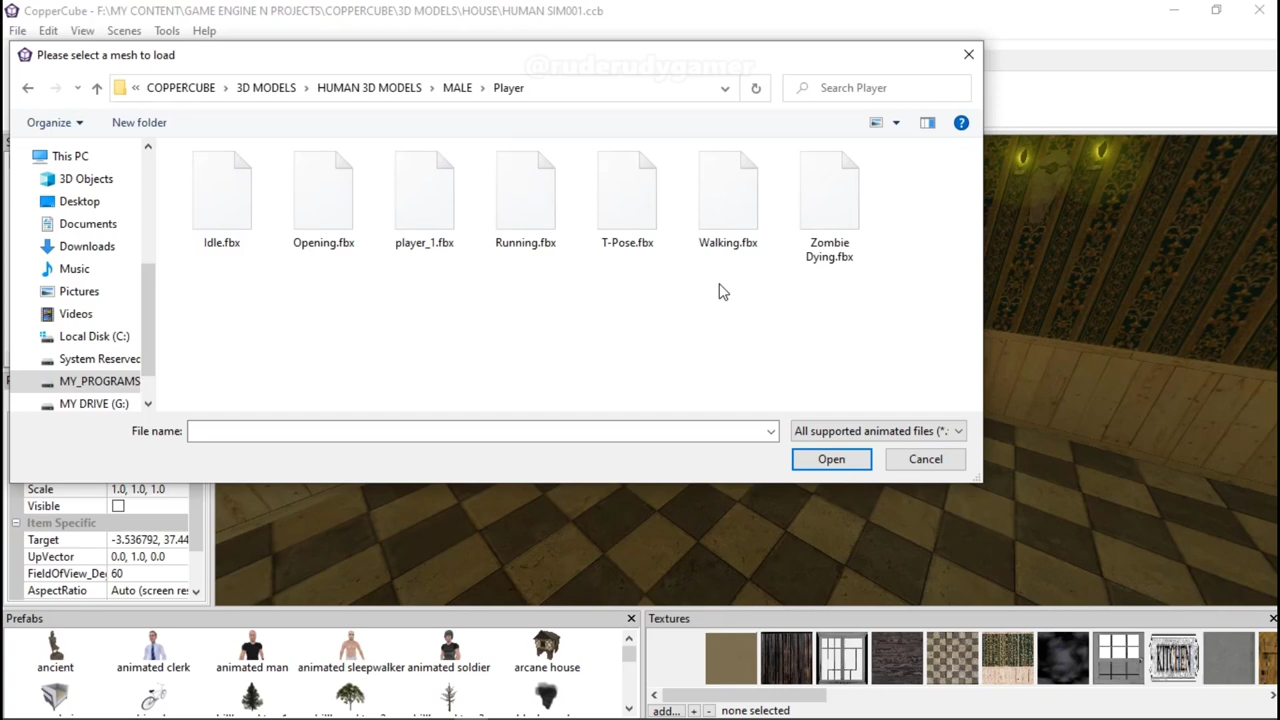 CopperCube - F:\MY CONTENT\GAME ENGINE N PROJECTS\COPPERCUBE\3D MODELS\HOUSE\HUMAN SIM001.ccb
File Edit View Scenes Tools Help
Please select a mesh to load
@ruderudygamer
« COPPERCUBE › 3D MODELS › HUMAN 3D MODELS › MALE › Player
Search Player
Organize New folder
This PC
3D Objects
Desktop
Documents
Downloads
Music
Pictures
Videos
Local Disk (C:)
System Reserved
MY_PROGRAMS
MY DRIVE (G:)
Idle.fbx
Opening.fbx
player_1.fbx
Running.fbx
T-Pose.fbx
Walking.fbx
Zombie
Dying.fbx
File name:
All supported animated files (*.
Open Cancel
Scale 1.0, 1.0, 1.0
Visible
Item Specific
Target -3.536792, 37.44
UpVector 0.0, 1.0, 0.0
FieldOfView_De 60
AspectRatio Auto (screen res
Prefabs
ancient
animated clerk
animated man
animated sleepwalker
animated soldier
arcane house
Textures
KITCHEN
add... + - none selected